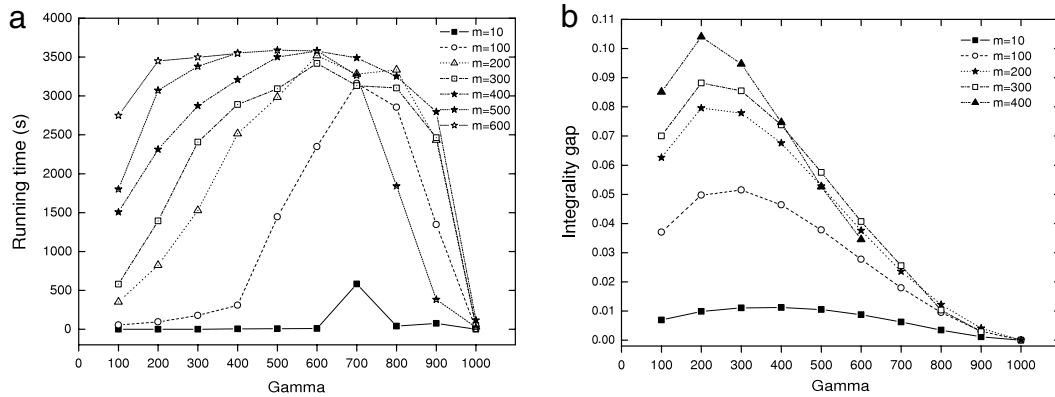 a
4000
3500
3000
2500
2000
1500
1000
500
0
Running time (s)
0 100 200 300 400 500 600 700 800 900 1000
Gamma
m=10
m=100
m=200
m=300
m=400
m=500
m=600
b
0.11
0.10
0.09
0.08
0.07
0.06
0.05
0.04
0.03
0.02
0.01
0.00
Integrality gap
0 100 200 300 400 500 600 700 800 900 1000
Gamma
m=10
m=100
m=200
m=300
m=400